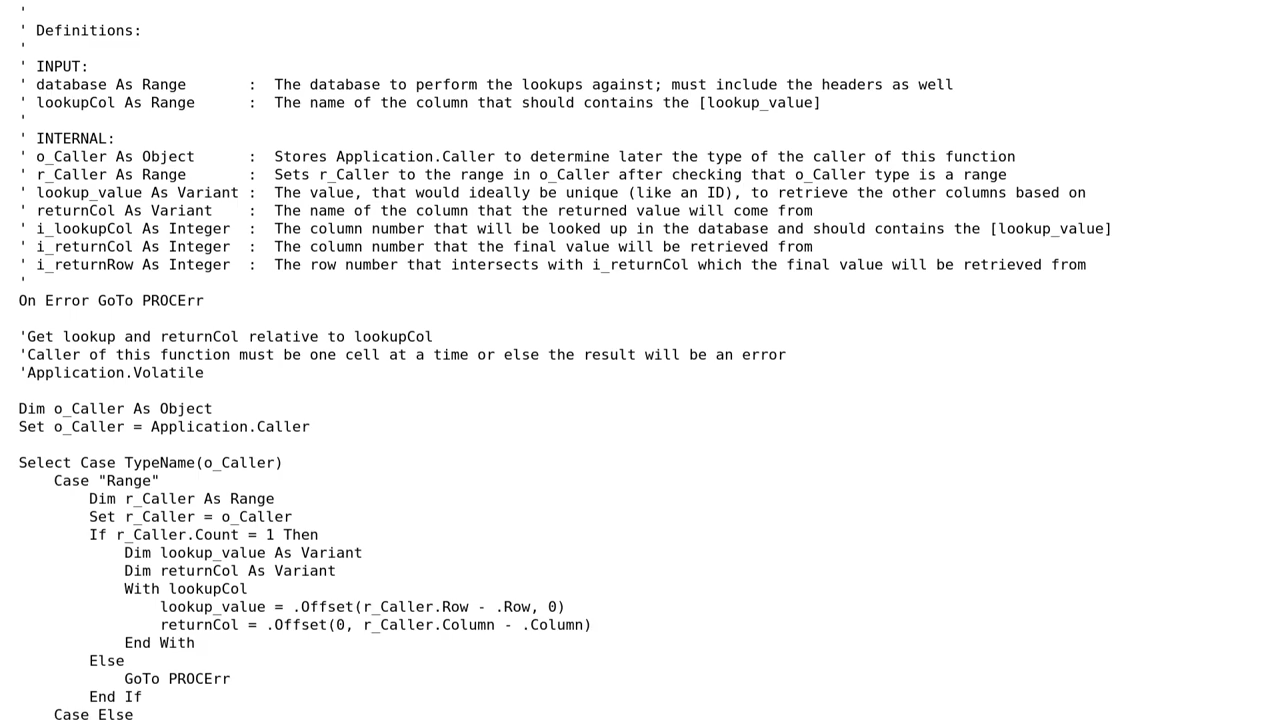 '
' Definitions:
'
' INPUT:
' database As Range       :  The database to perform the lookups against; must include the headers as well
' lookupCol As Range      :  The name of the column that should contains the [lookup_value]
'
' INTERNAL:
' o_Caller As Object      :  Stores Application.Caller to determine later the type of the caller of this function
' r_Caller As Range       :  Sets r_Caller to the range in o_Caller after checking that o_Caller type is a range
' lookup_value As Variant :  The value, that would ideally be unique (like an ID), to retrieve the other columns based on
' returnCol As Variant    :  The name of the column that the returned value will come from
' i_lookupCol As Integer  :  The column number that will be looked up in the database and should contains the [lookup_value]
' i_returnCol As Integer  :  The column number that the final value will be retrieved from
' i_returnRow As Integer  :  The row number that intersects with i_returnCol which the final value will be retrieved from
'
On Error GoTo PROCErr

'Get lookup and returnCol relative to lookupCol
'Caller of this function must be one cell at a time or else the result will be an error
'Application.Volatile

Dim o_Caller As Object
Set o_Caller = Application.Caller

Select Case TypeName(o_Caller)
    Case "Range"
        Dim r_Caller As Range
        Set r_Caller = o_Caller
        If r_Caller.Count = 1 Then
            Dim lookup_value As Variant
            Dim returnCol As Variant
            With lookupCol
                lookup_value = .Offset(r_Caller.Row - .Row, 0)
                returnCol = .Offset(0, r_Caller.Column - .Column)
            End With
        Else
            GoTo PROCErr
        End If
    Case Else